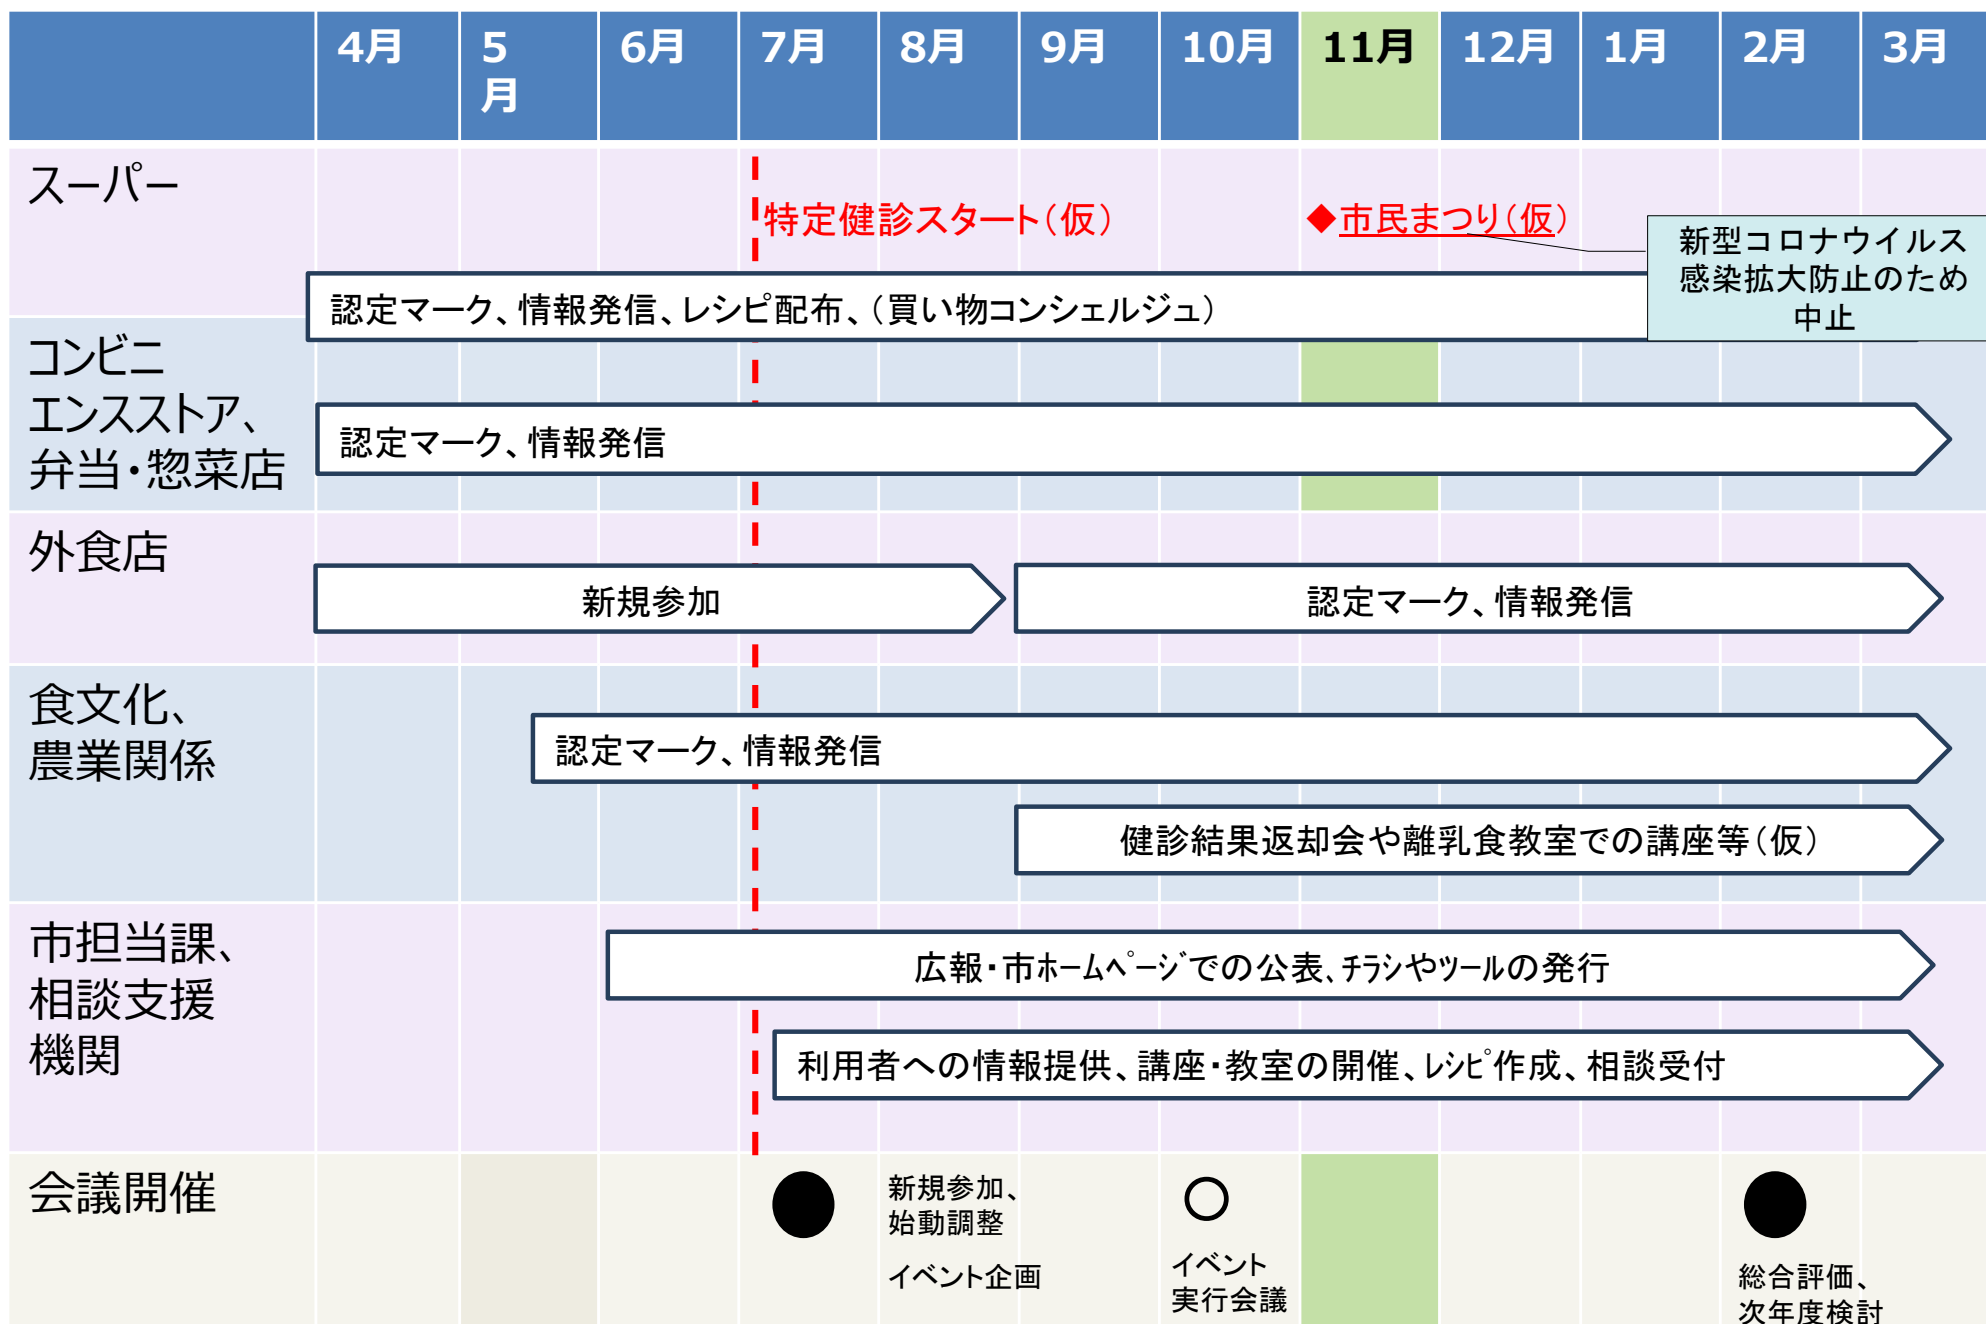 4月
5
月
6月
7月
8月
9月
10月
11月
12月
1月
2月
3月
スーパー
特定健診スタート（仮）
◆市民まつり（仮）
新型コロナウイルス
感染拡大防止のため
中止
認定マーク、情報発信、レシピ配布、（買い物コンシェルジュ）
コンビニ
エンスストア、
弁当・惣菜店
認定マーク、情報発信
外食店
新規参加
認定マーク、情報発信
食文化、
農業関係
認定マーク、情報発信
健診結果返却会や離乳食教室での講座等（仮）
市担当課、
相談支援
機関
広報・市ﾎｰﾑﾍﾟｰｼﾞでの公表、ﾁﾗｼやﾂｰﾙの発行
利用者への情報提供、講座・教室の開催、ﾚｼﾋﾟ作成、相談受付
会議開催
新規参加、
始動調整
イベント企画
イベント
実行会議
総合評価、
次年度検討